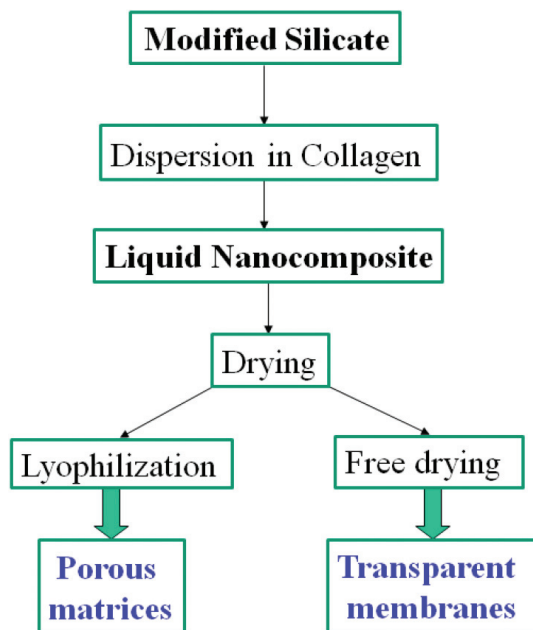 Modified Silicate
Dispersion in Collagen
Liquid Nanocomposite
Drying
Lyophilization
Free drying
Porous
matrices
Transparent
membranes